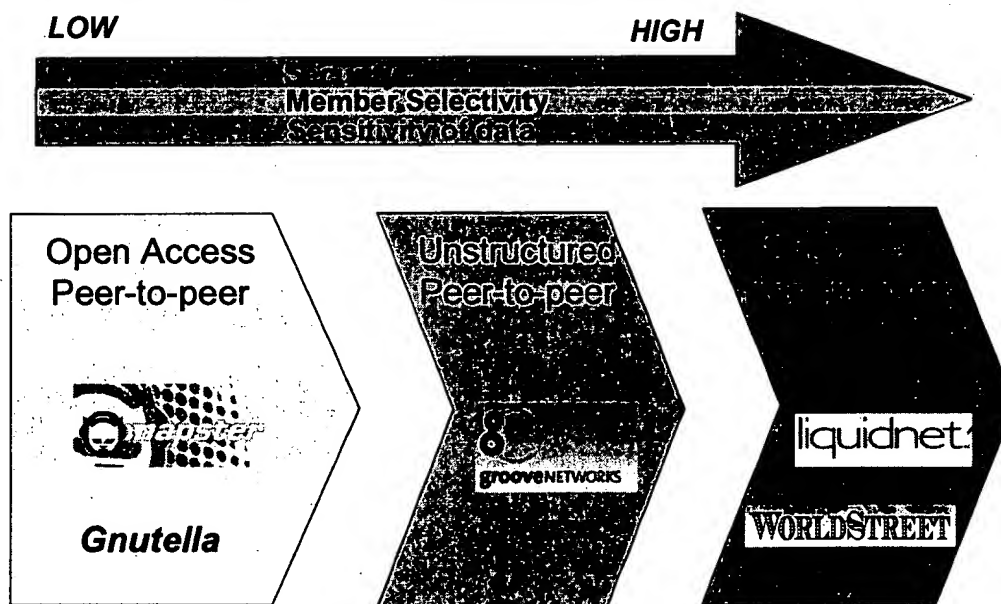 LOW HIGH
Member Selectivity
Sensitivity of data
Open Access
Peer-to-peer
Unstructured
Peer-to-peer
napster
Gnutella
grooveNETWORKS
liquidnet
WORLDSTREET